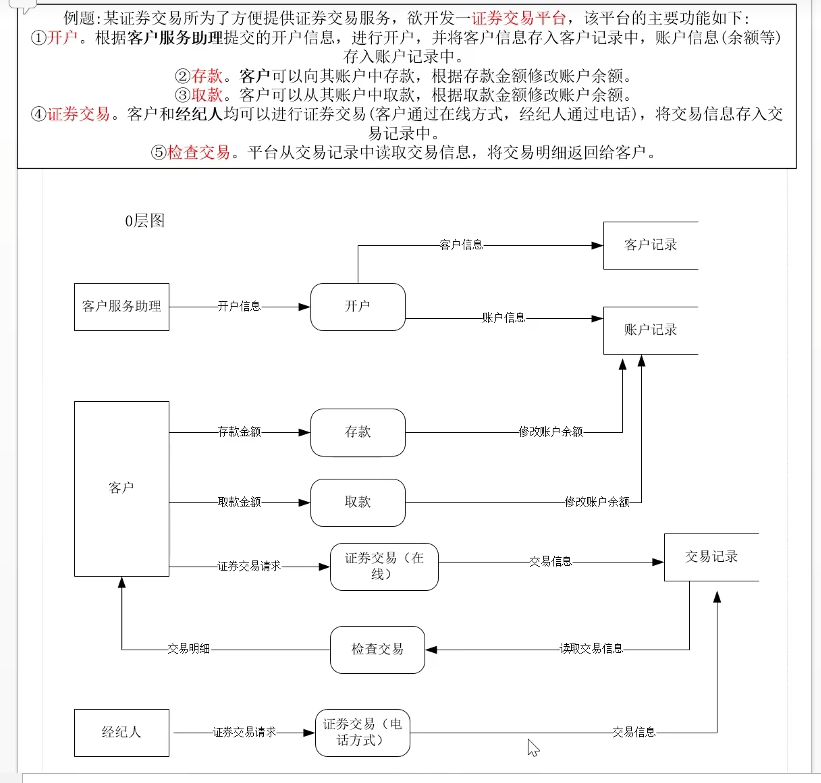 例题:某证券交易所为了方便提供证券交易服务，欲开发一证券交易平台，该平台的主要功能如下:
①开户。根据客户服务助理提交的开户信息，进行开户，并将客户信息存入客户记录中，账户信息(余额等)
存入账户记录中。
②存款。客户可以向其账户中存款，根据存款金额修改账户余额。
③取款。客户可以从其账户中取款，根据取款金额修改账户余额。
④证券交易。客户和经纪人均可以进行证券交易(客户通过在线方式，经纪人通过电话)，将交易信息存入交
易记录中。
⑤检查交易。平台从交易记录中读取交易信息，将交易明细返回给客户。
0层图
客户信息
客户记录
客户服务助理
开户信息
开户
账户信息
账户记录
客户
存款金额
存款
修改账户余额
取款金额
取款
修改账户余额
证券交易请求
证券交易（在
线）
交易信息
交易记录
交易明细
检查交易
读取交易信息
经纪人
证券交易请求
证券交易（电
话方式）
交易信息